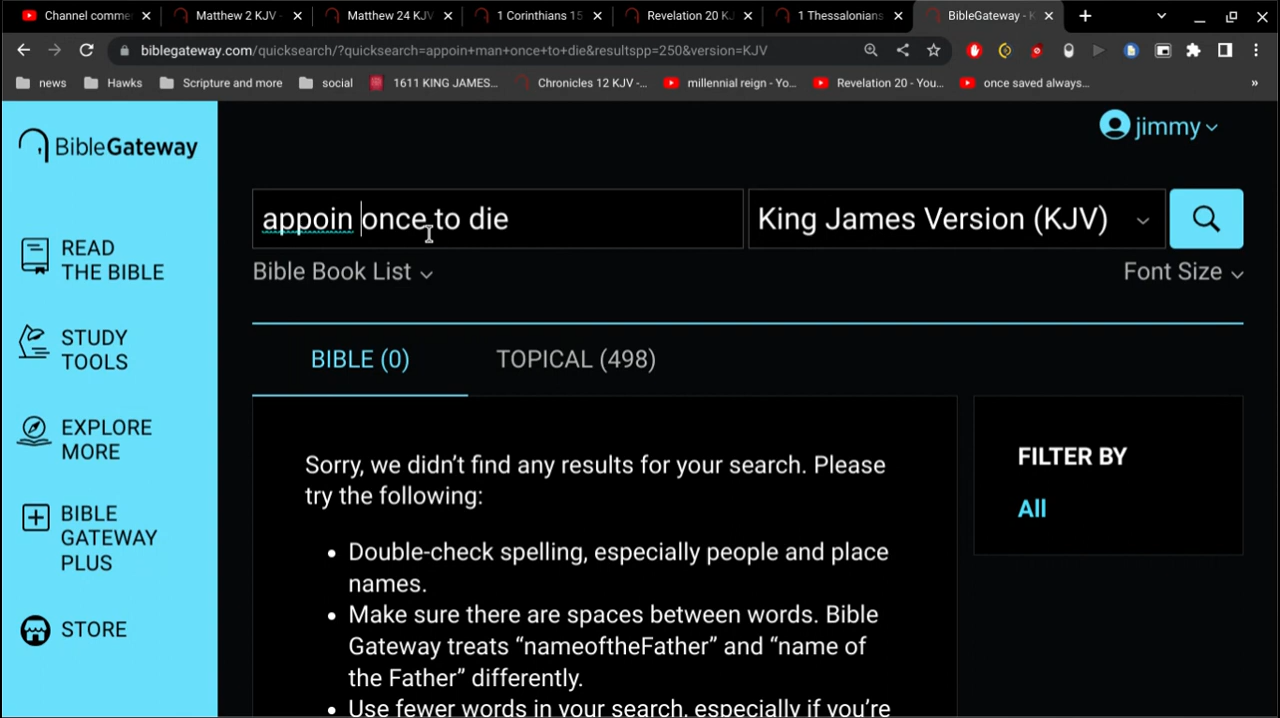 Channel comme
Matthew 2 KJV -
Matthew 24 KJV
1 Corinthians 15
Revelation 20 K
1 Thessalonians
BibleGateway - K
biblegateway.com/quicksearch/?quicksearch=appoin+man+once+to+die&resultspp=250&version=KJV
news
Hawks
Scripture and more
social
1611 KING JAMES...
Chronicles 12 KJV -...
millennial reign - Yo...
Revelation 20 - You...
once saved always...
»
BibleGateway
jimmy
appoin once to die
King James Version (KJV)
Bible Book List
Font Size
READ
THE BIBLE
STUDY
TOOLS
EXPLORE
MORE
BIBLE
GATEWAY
PLUS
STORE
BIBLE (0)
TOPICAL (498)
Sorry, we didn’t find any results for your search. Please
try the following:
• Double-check spelling, especially people and place
names.
• Make sure there are spaces between words. Bible
Gateway treats “nameoftheFather” and “name of
the Father” differently.
• Use fewer words in your search, especially if you’re
FILTER BY
All